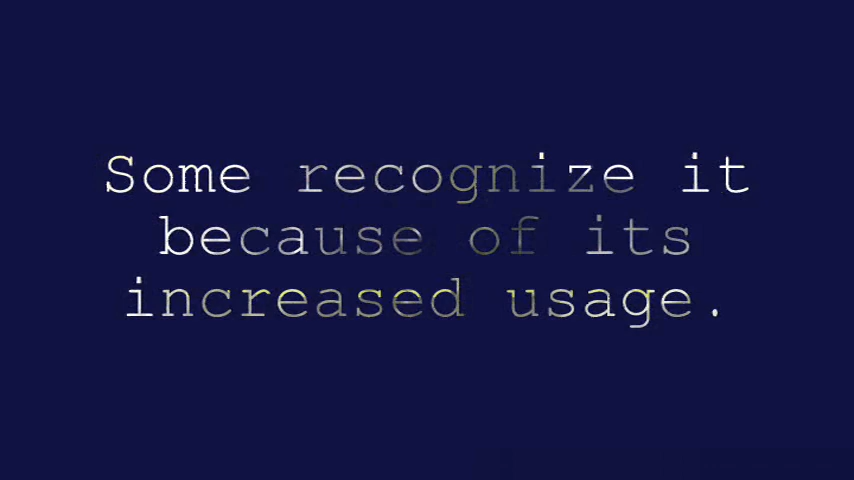 Some recognize it
because of its
increased usage.